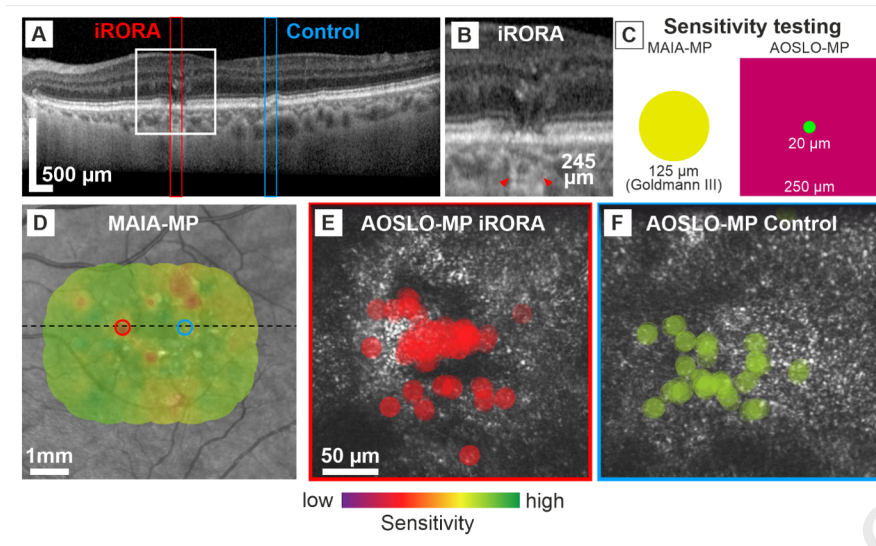 A
iRORA
Control
500 µm
B
iRORA
245
µm
C
Sensitivity testing
MAIA-MP
AOSLO-MP
125 µm
(Goldmann III)
20 µm
250 µm
D
MAIA-MP
1mm
E
AOSLO-MP iRORA
50 µm
F
AOSLO-MP Control
low
high
Sensitivity